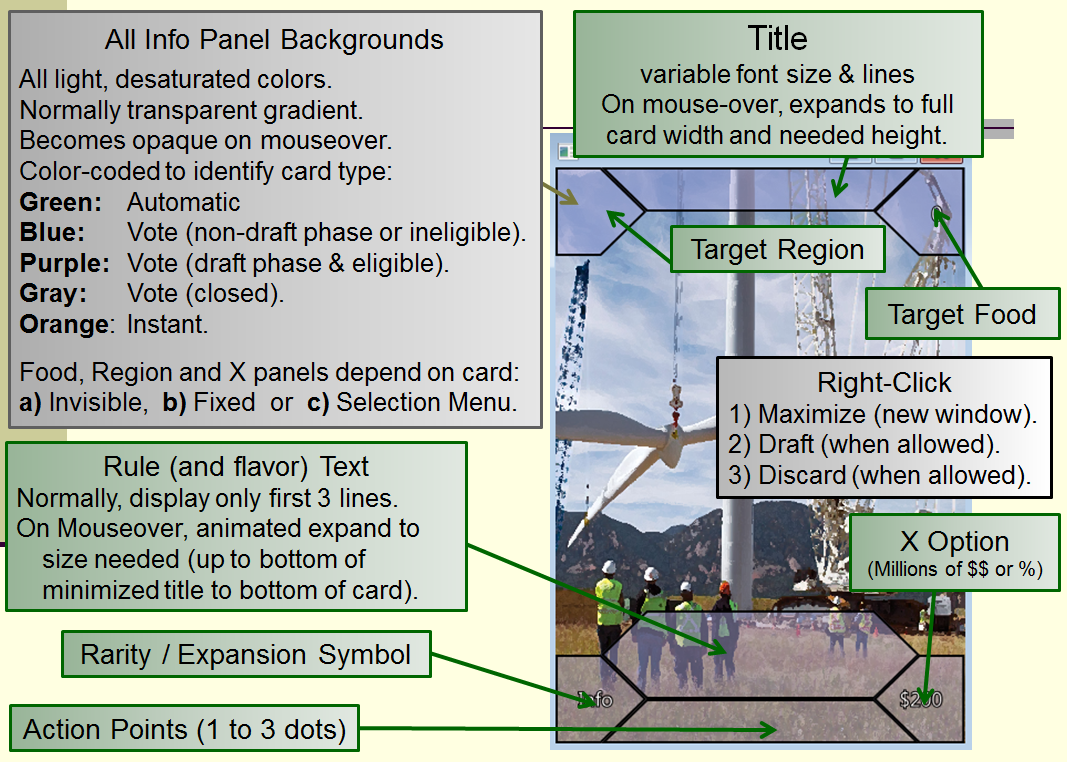 All Info Panel Backgrounds
All light, desaturated colors.
Normally transparent gradient.
Becomes opaque on mouseover.
Color-coded to identify card type:
Green: Automatic
Blue: Vote (non-draft phase or ineligible).
Purple: Vote (draft phase & eligible).
Gray: Vote (closed).
Orange: Instant.
Food, Region and X panels depend on card:
a) Invisible, b) Fixed or c) Selection Menu.
Title
variable font size & lines
On mouse-over, expands to full
card width and needed height.
Target Region
Target Food
Right-Click
1) Maximize (new window).
2) Draft (when allowed).
3) Discard (when allowed).
Rule (and flavor) Text
Normally, display only first 3 lines.
On Mouseover, animated expand to
size needed (up to bottom of
minimized title to bottom of card).
X Option
(Millions of $$ or %)
Rarity / Expansion Symbol
Info
$200
Action Points (1 to 3 dots)